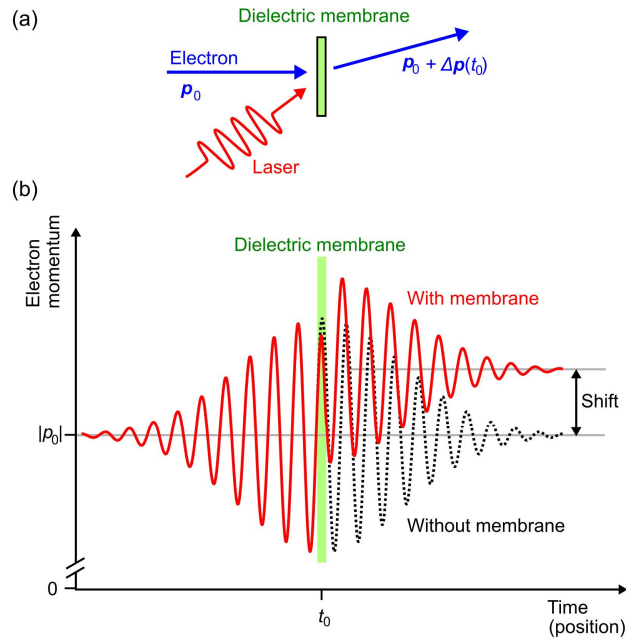 (a)
Dielectric membrane
Electron
p₀
p₀ + Δp(t₀)
Laser
(b)
Dielectric membrane
Electron
momentum
With membrane
|p₀|
Shift
Without membrane
0
t₀
Time
(position)